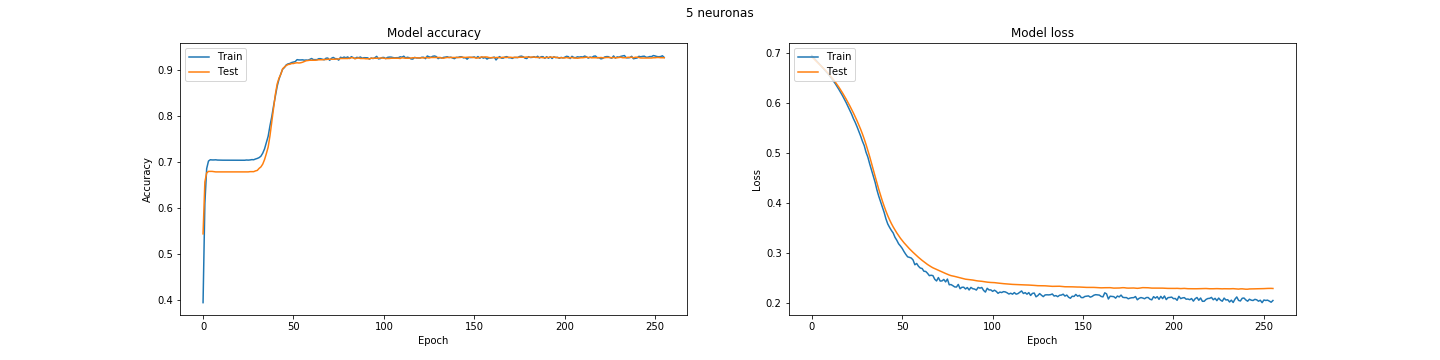 5 neuronas
Model accuracy
Train
Test
0.9
0.8
0.7
0.6
0.5
0.4
Accuracy
0 50 100 150 200 250
Epoch
Model loss
Train
Test
0.7
0.6
0.5
0.4
0.3
0.2
Loss
0 50 100 150 200 250
Epoch